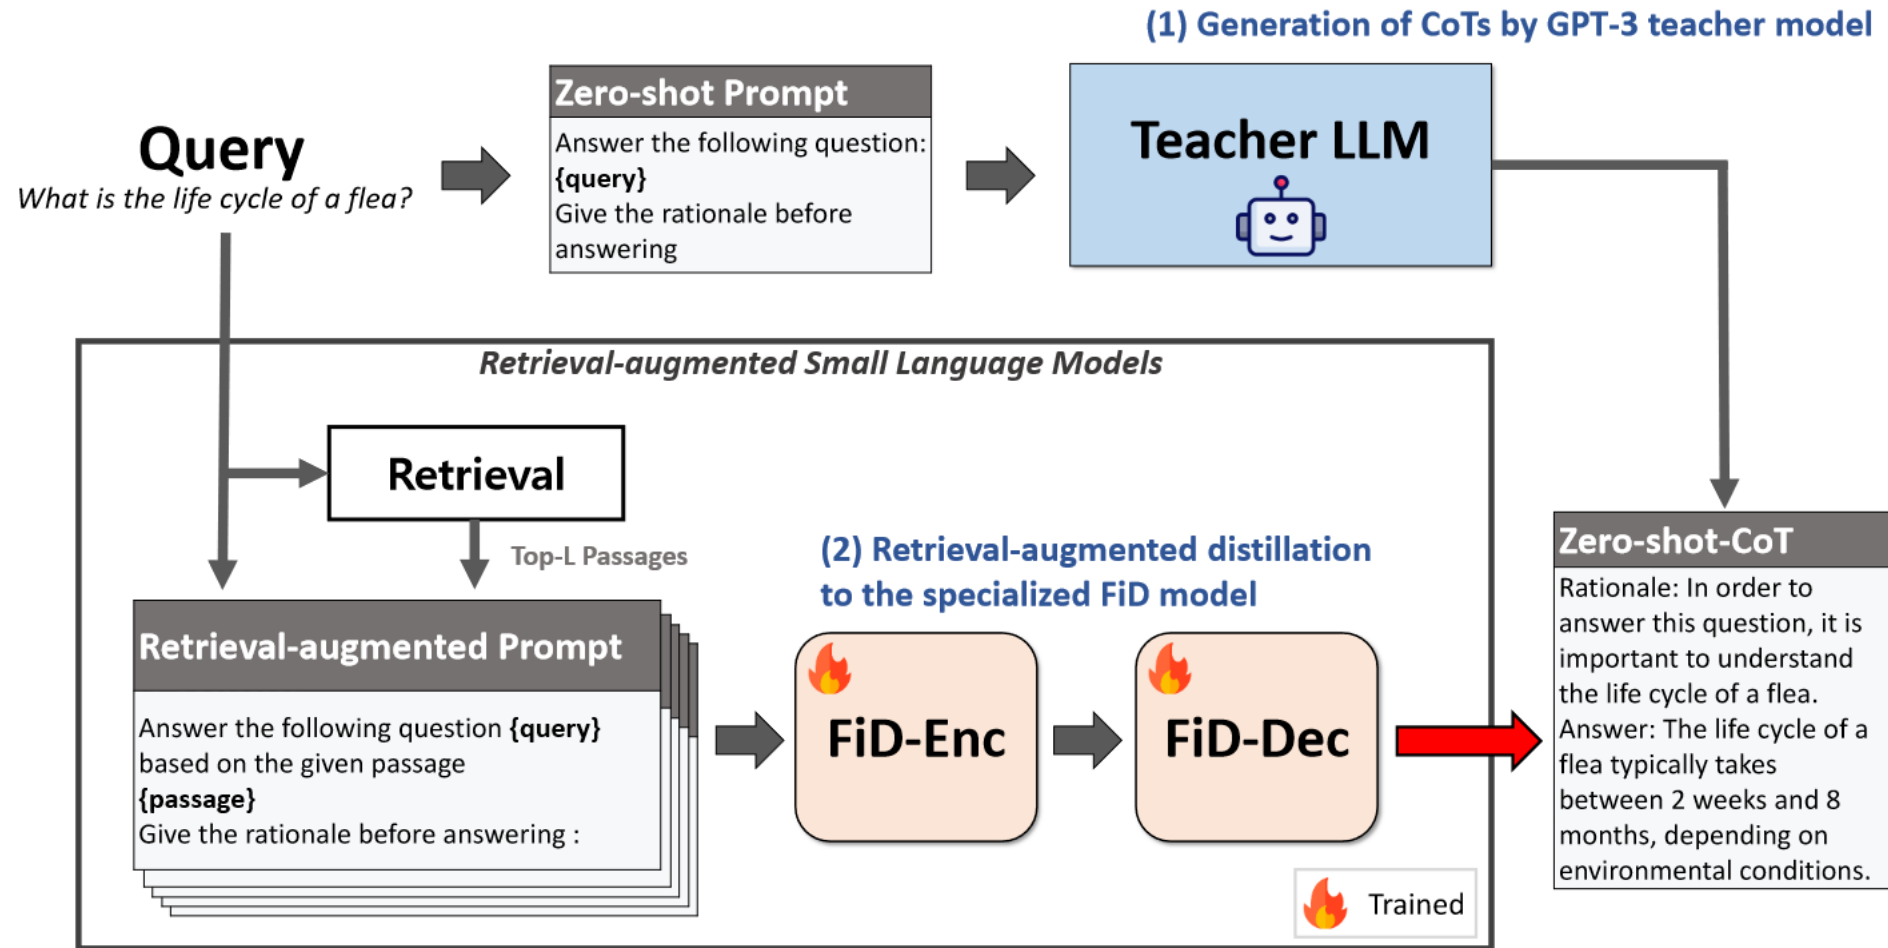 (1) Generation of CoTs by GPT-3 teacher model
Query
What is the life cycle of a flea?
Zero-shot Prompt
Answer the following question:
{query}
Give the rationale before
answering
Teacher LLM
Retrieval-augmented Small Language Models
Retrieval
Top-L Passages
Retrieval-augmented Prompt
Answer the following question {query}
based on the given passage
{passage}
Give the rationale before answering :
(2) Retrieval-augmented distillation
to the specialized FiD model
FiD-Enc
FiD-Dec
Trained
Zero-shot-CoT
Rationale: In order to
answer this question, it is
important to understand
the life cycle of a flea.
Answer: The life cycle of a
flea typically takes
between 2 weeks and 8
months, depending on
environmental conditions.